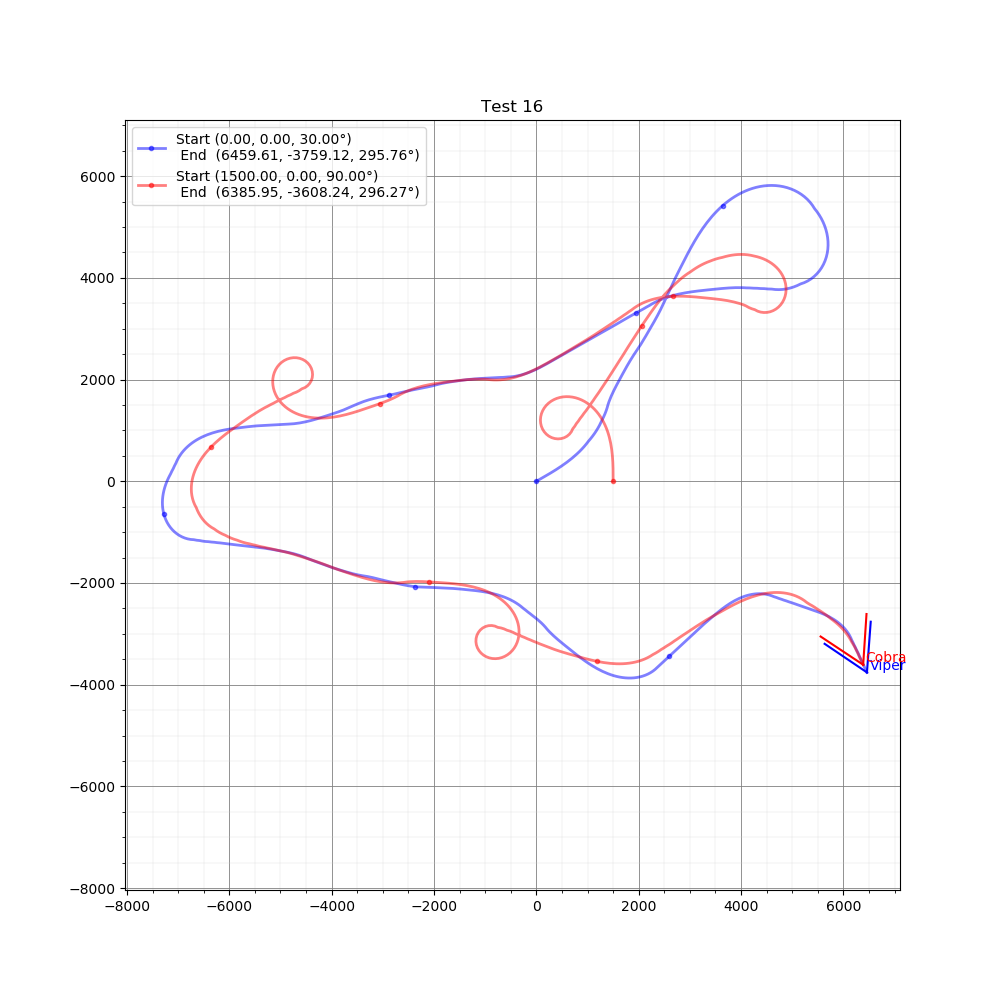 Test 16
Start (0.00, 0.00, 30.00°)
End  (6459.61, -3759.12, 295.76°)
Start (1500.00, 0.00, 90.00°)
End  (6385.95, -3608.24, 296.27°)
6000
4000
2000
0
−2000
−4000
−6000
−8000
Cobra
Viper
−8000 −6000 −4000 −2000 0 2000 4000 6000